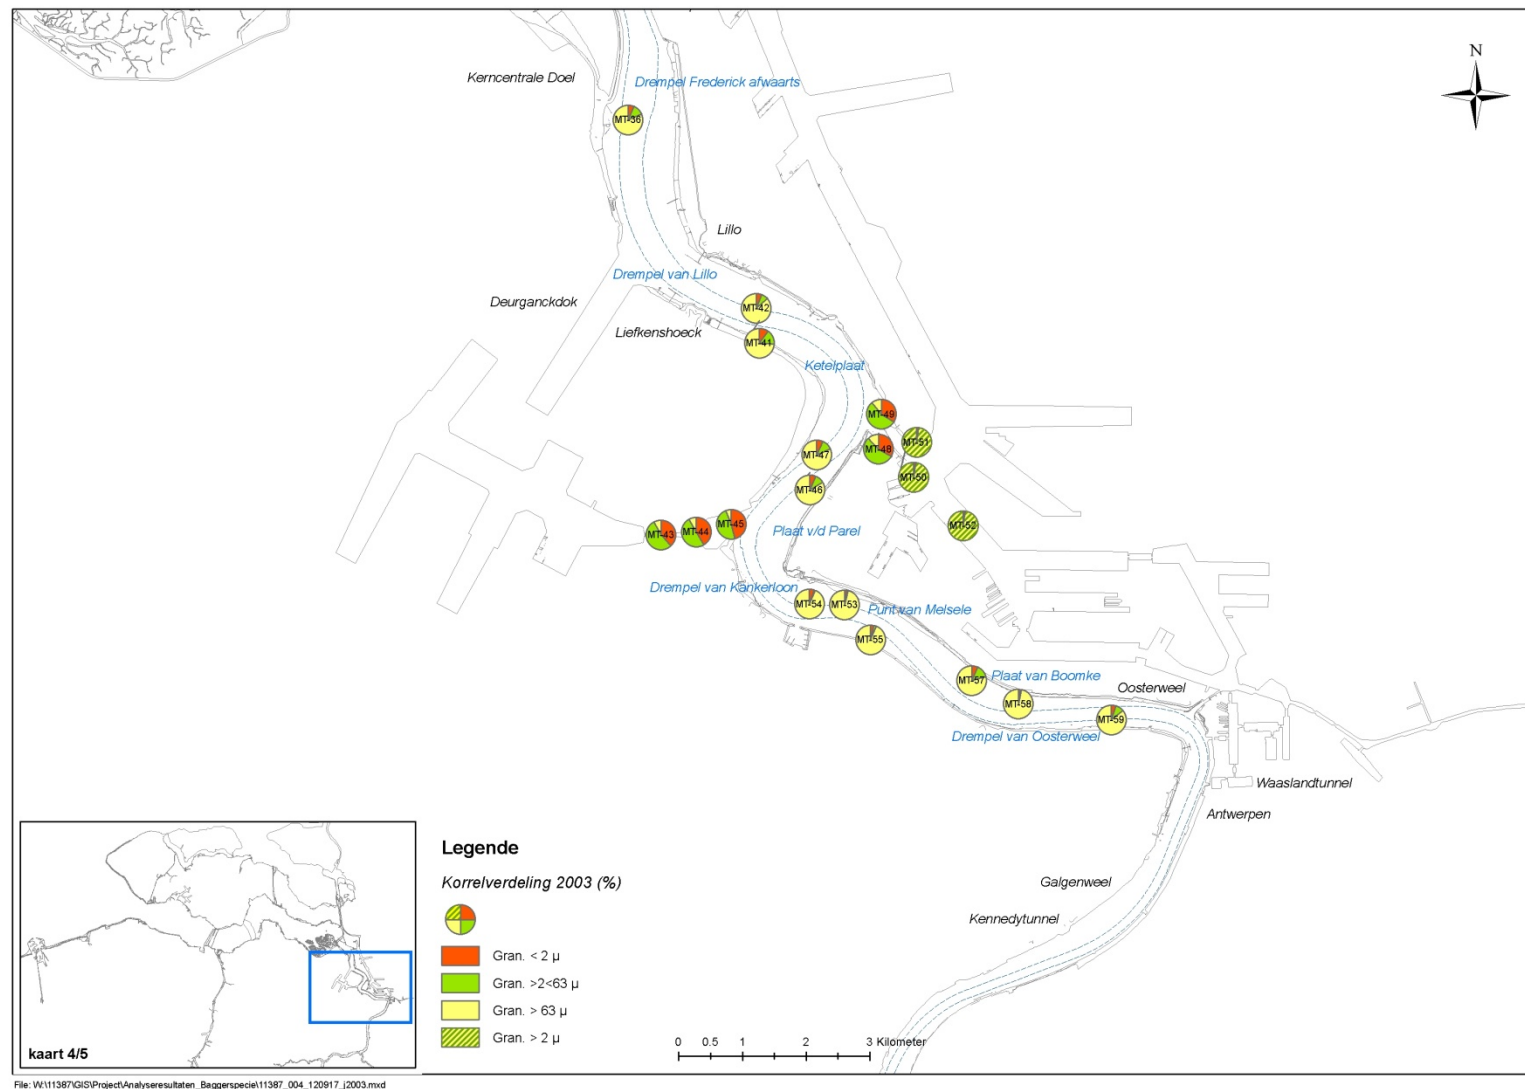 N
Kerncentrale Doel
Drempel Frederick afwaarts
MT-36
Lillo
Drempel van Lillo
Deurganckdok
MT-42
Liefkenshoeck
MT-41
Ketelplaat
MT-49
MT-51
MT-48
MT-47
MT-50
MT-46
MT-45
MT-52
MT-44
MT-43
Plaat v/d Parel
Drempel van Kankerloon
MT-54
MT-53
Punt van Melsele
MT-55
MT-57
Plaat van Boomke
Oosterweel
MT-58
MT-59
Drempel van Oosterweel
Waaslandtunnel
Antwerpen
Galgenweel
Kennedytunnel
Legende
Korrelverdeling 2003 (%)
Gran. < 2 µ
Gran. >2<63 µ
Gran. > 63 µ
Gran. > 2 µ
0 0.5 1 2 3 Kilometer
kaart 4/5
File: W:\11387\GIS\Project\Analyseresultaten_Baggerspecie\11387_004_120917_j2003.mxd